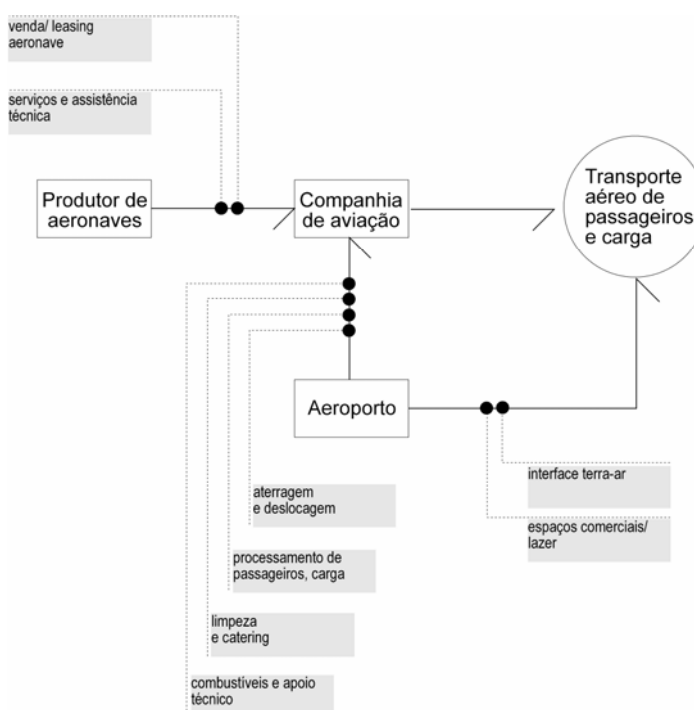 venda/ leasing
aeronave
serviços e assistência
técnica
Produtor de
aeronaves
Companhia
de aviação
Transporte
aéreo de
passageiros
e carga
Aeroporto
interface terra-ar
aterragem
e deslocagem
espaços comerciais/
lazer
processamento de
passageiros, carga
limpeza
e catering
combustíveis e apoio
técnico